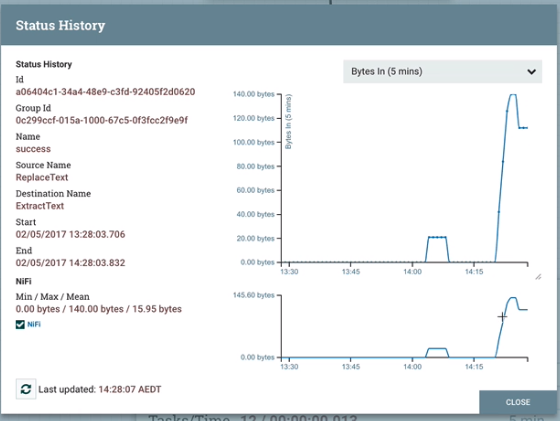 Status History
Status History
Id
a06404c1-34a4-48e9-c3fd-92405f2d0620
Group Id
0c299ccf-015a-1000-67c5-0f3fcc2f9e9f
Name
success
Source Name
ReplaceText
Destination Name
ExtractText
Start
02/05/2017 13:28:03.706
End
02/05/2017 14:28:03.832
NiFi
Min / Max / Mean
0.00 bytes / 140.00 bytes / 15.95 bytes
NiFi
Last updated: 14:28:07 AEDT
Bytes In (5 mins)
Bytes In (5 mins)
140.00 bytes
120.00 bytes
100.00 bytes
80.00 bytes
60.00 bytes
40.00 bytes
20.00 bytes
0.00 bytes
13:30 13:45 14:00 14:15
145.60 bytes
0.00 bytes
13:30 13:45 14:00 14:15
CLOSE
Tasks/Time 12 / 00:00:00.013 5 min